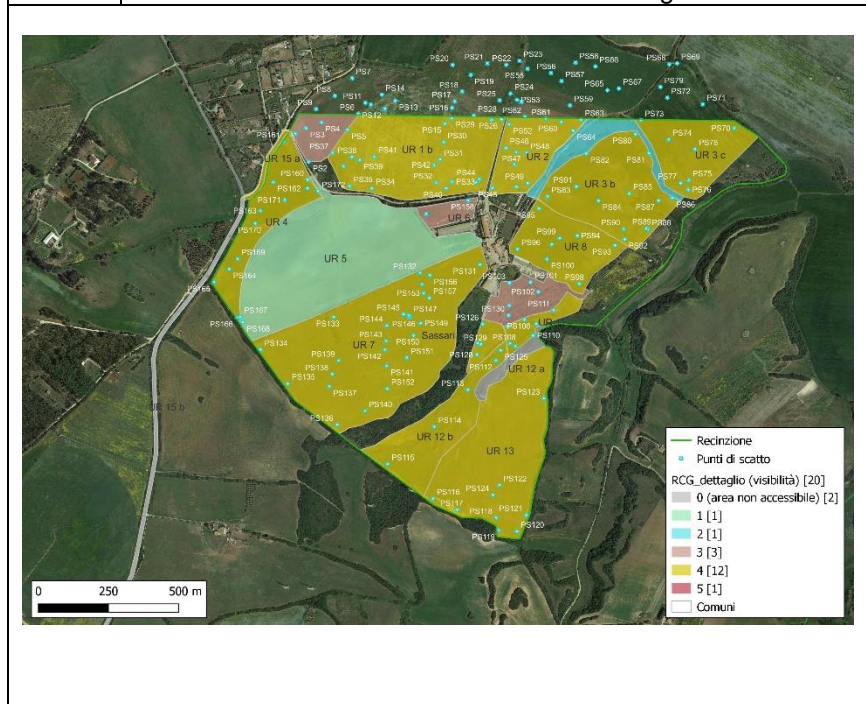 PS20
PS21
PS22
PS23
PS58
PS66
PS68
PS69
PS7
PS19
PS55
PS56
PS57
PS65
PS67
PS79
PS8
PS11
PS14
PS18
PS17
PS25
PS24
PS53
PS59
PS72
PS71
PS9
PS6
PS13
PS16
PS12
PS28
PS62
PS61
PS63
PS73
PS161
PS3
PS4
PS5
PS15
PS29
PS26
PS52
PS60
PS64
PS80
PS70
PS74
PS78
UR 15 a
PS37
PS38
PS41
UR 1 b
PS30
PS31
PS46
PS48
UR 2
PS47
PS82
PS81
UR 3 c
PS2
PS39
PS42
PS160
PS162
PS172
PS34
PS32
PS33
PS44
PS40
PS49
PS91
PS83
UR 3 b
PS77
PS75
PS76
PS85
PS171
PS163
UR 4
PS170
PS158
UR 6
PS84
PS87
PS86
PS90
PS89
PS88
PS169
PS164
PS165
UR 5
PS132
PS131
PS96
PS99
PS94
UR 8
PS93
PS92
PS100
PS98
PS156
PS153
PS157
PS103
PS101
PS102
PS111
PS130
UR
PS166
PS167
PS168
PS133
PS145
PS147
PS144
PS146
PS149
Sassari
PS126
PS110
PS134
PS143
UR 7
PS150
PS142
PS151
PS129
PS128
PS108
PS125
PS112
UR 12 a
PS139
PS138
PS141
PS135
PS137
PS152
PS123
UR 15 b
PS136
PS140
PS114
UR 12 b
UR 13
PS115
PS122
PS124
PS116
PS117
PS118
PS121
PS119
PS120
Recinzione
Punti di scatto
RCG_dettaglio (visibilità) [20]
0 (area non accessibile) [2]
1 [1]
2 [1]
3 [3]
4 [12]
5 [1]
Comuni
0 250 500 m